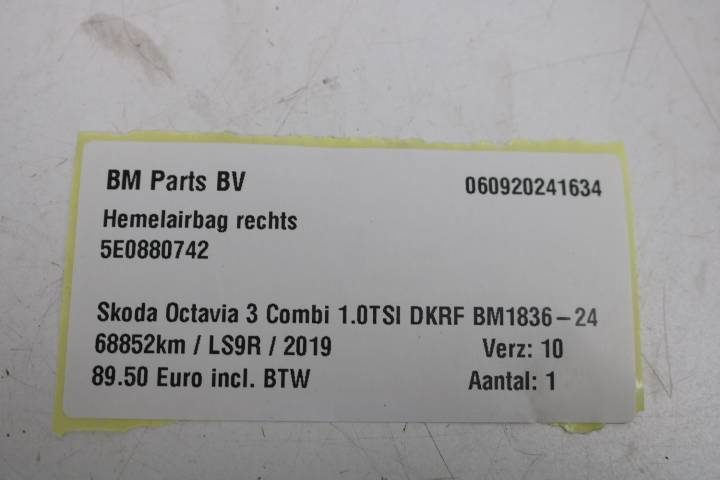 BM Parts BV 060920241634
Hemelairbag rechts
5E0880742
Skoda Octavia 3 Combi 1.0TSI DKRF BM1836-24
68852km / LS9R / 2019 Verz: 10
89.50 Euro incl. BTW Aantal: 1